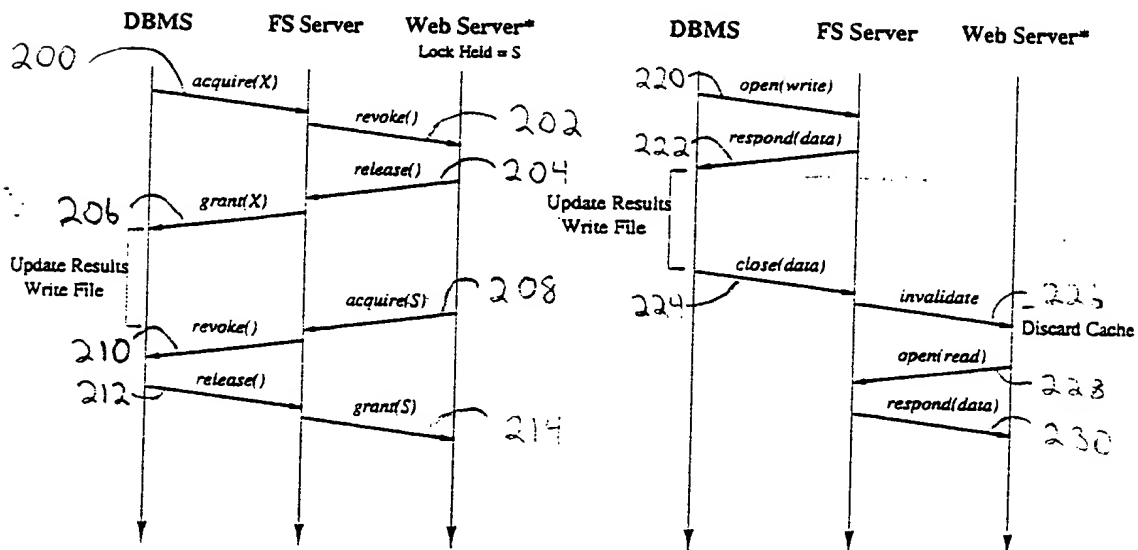 DBMS FS Server Web Server*
Lock Held = S
200
acquire(X)
revoke()
202
release()
204
206
grant(X)
Update Results
Write File
acquire(S)
208
revoke()
210
release()
212
grant(S)
214
DBMS FS Server Web Server*
220
open(write)
respond(data)
222
Update Results
Write File
close(data)
224
invalidate
Discard Cache
open(read)
228
respond(data)
230